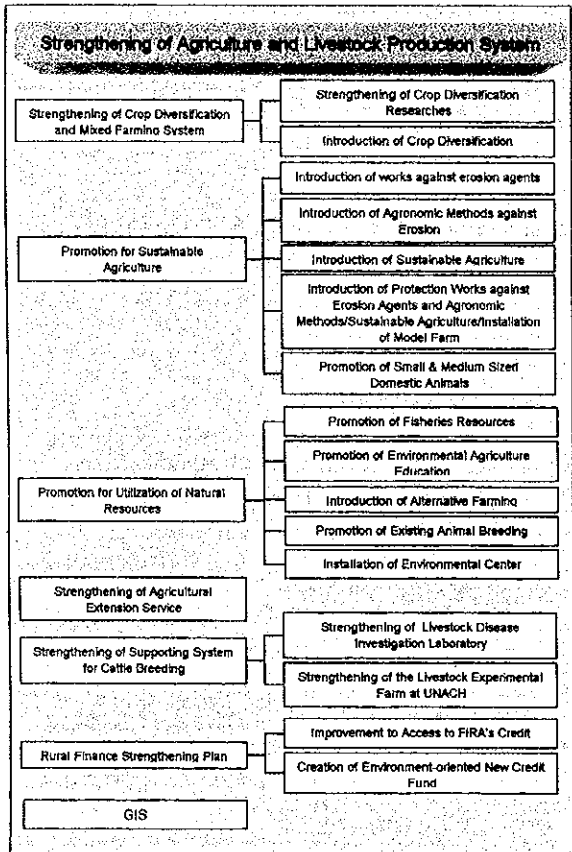 Strengthening of Agriculture and Livestock Production System
Strengthening of Crop Diversification
and Mixed Farming System
Strengthening of Crop Diversification
Researches
Introduction of Crop Diversification
Promotion for Sustainable
Agriculture
Introduction of works against erosion agents
Introduction of Agronomic Methods against
Erosion
Introduction of Sustainable Agriculture
Introduction of Protection Works against
Erosion Agents and Agronomic
Methods/Sustainable Agriculture/Installation
of Model Farm
Promotion of Small & Medium Sized
Domestic Animals
Promotion for Utilization of Natural
Resources
Promotion of Fisheries Resources
Promotion of Environmental Agriculture
Education
Introduction of Alternative Farming
Promotion of Existing Animal Breeding
Installation of Environmental Center
Strengthening of Agricultural
Extension Service
Strengthening of Supporting System
for Cattle Breeding
Strengthening of Livestock Disease
Investigation Laboratory
Strengthening of the Livestock Experimental
Farm at UNACH
Rural Finance Strengthening Plan
Improvement to Access to FIRA's Credit
Creation of Environment-oriented New Credit
Fund
GIS